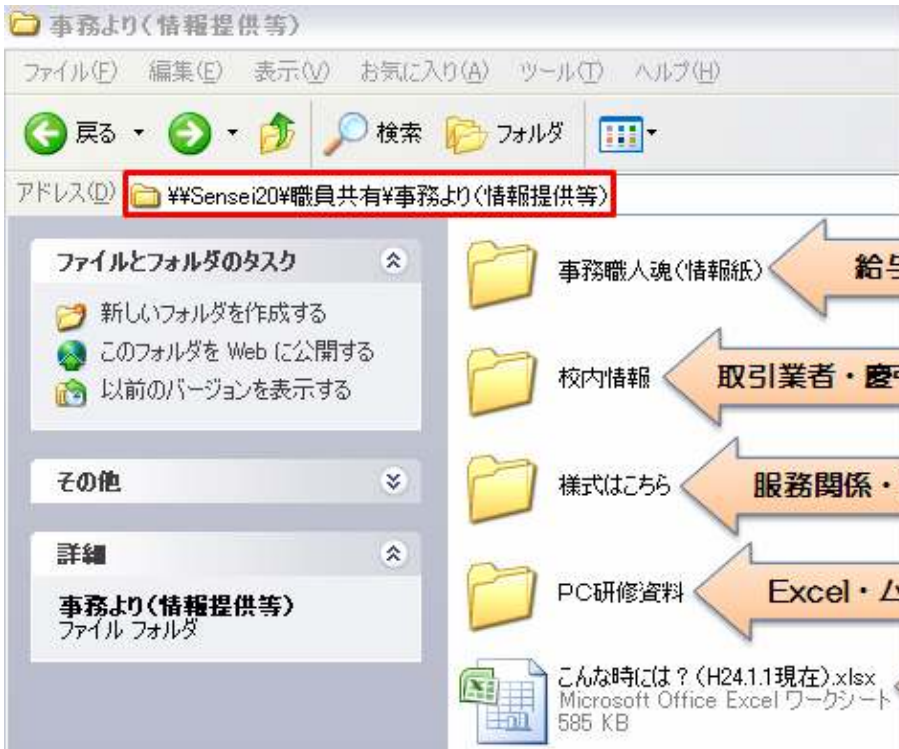 事務より(情報提供等)
ファイル(F) 編集(E) 表示(V) お気に入り(A) ツール(T) ヘルプ(H)
戻る 検索 フォルダ
アドレス(D) ¥¥Sensei20¥職員共有¥事務より(情報提供等)
ファイルとフォルダのタスク
新しいフォルダを作成する
このフォルダを Web に公開する
以前のバージョンを表示する
その他
詳細
事務より(情報提供等)
ファイル フォルダ
事務職人魂(情報紙)
給与
校内情報
取引業者・慶
様式はこちら
服務関係・
PC研修資料
Excel・ム
こんな時には?(H24.1.1現在).xlsx
Microsoft Office Excel ワークシート
585 KB